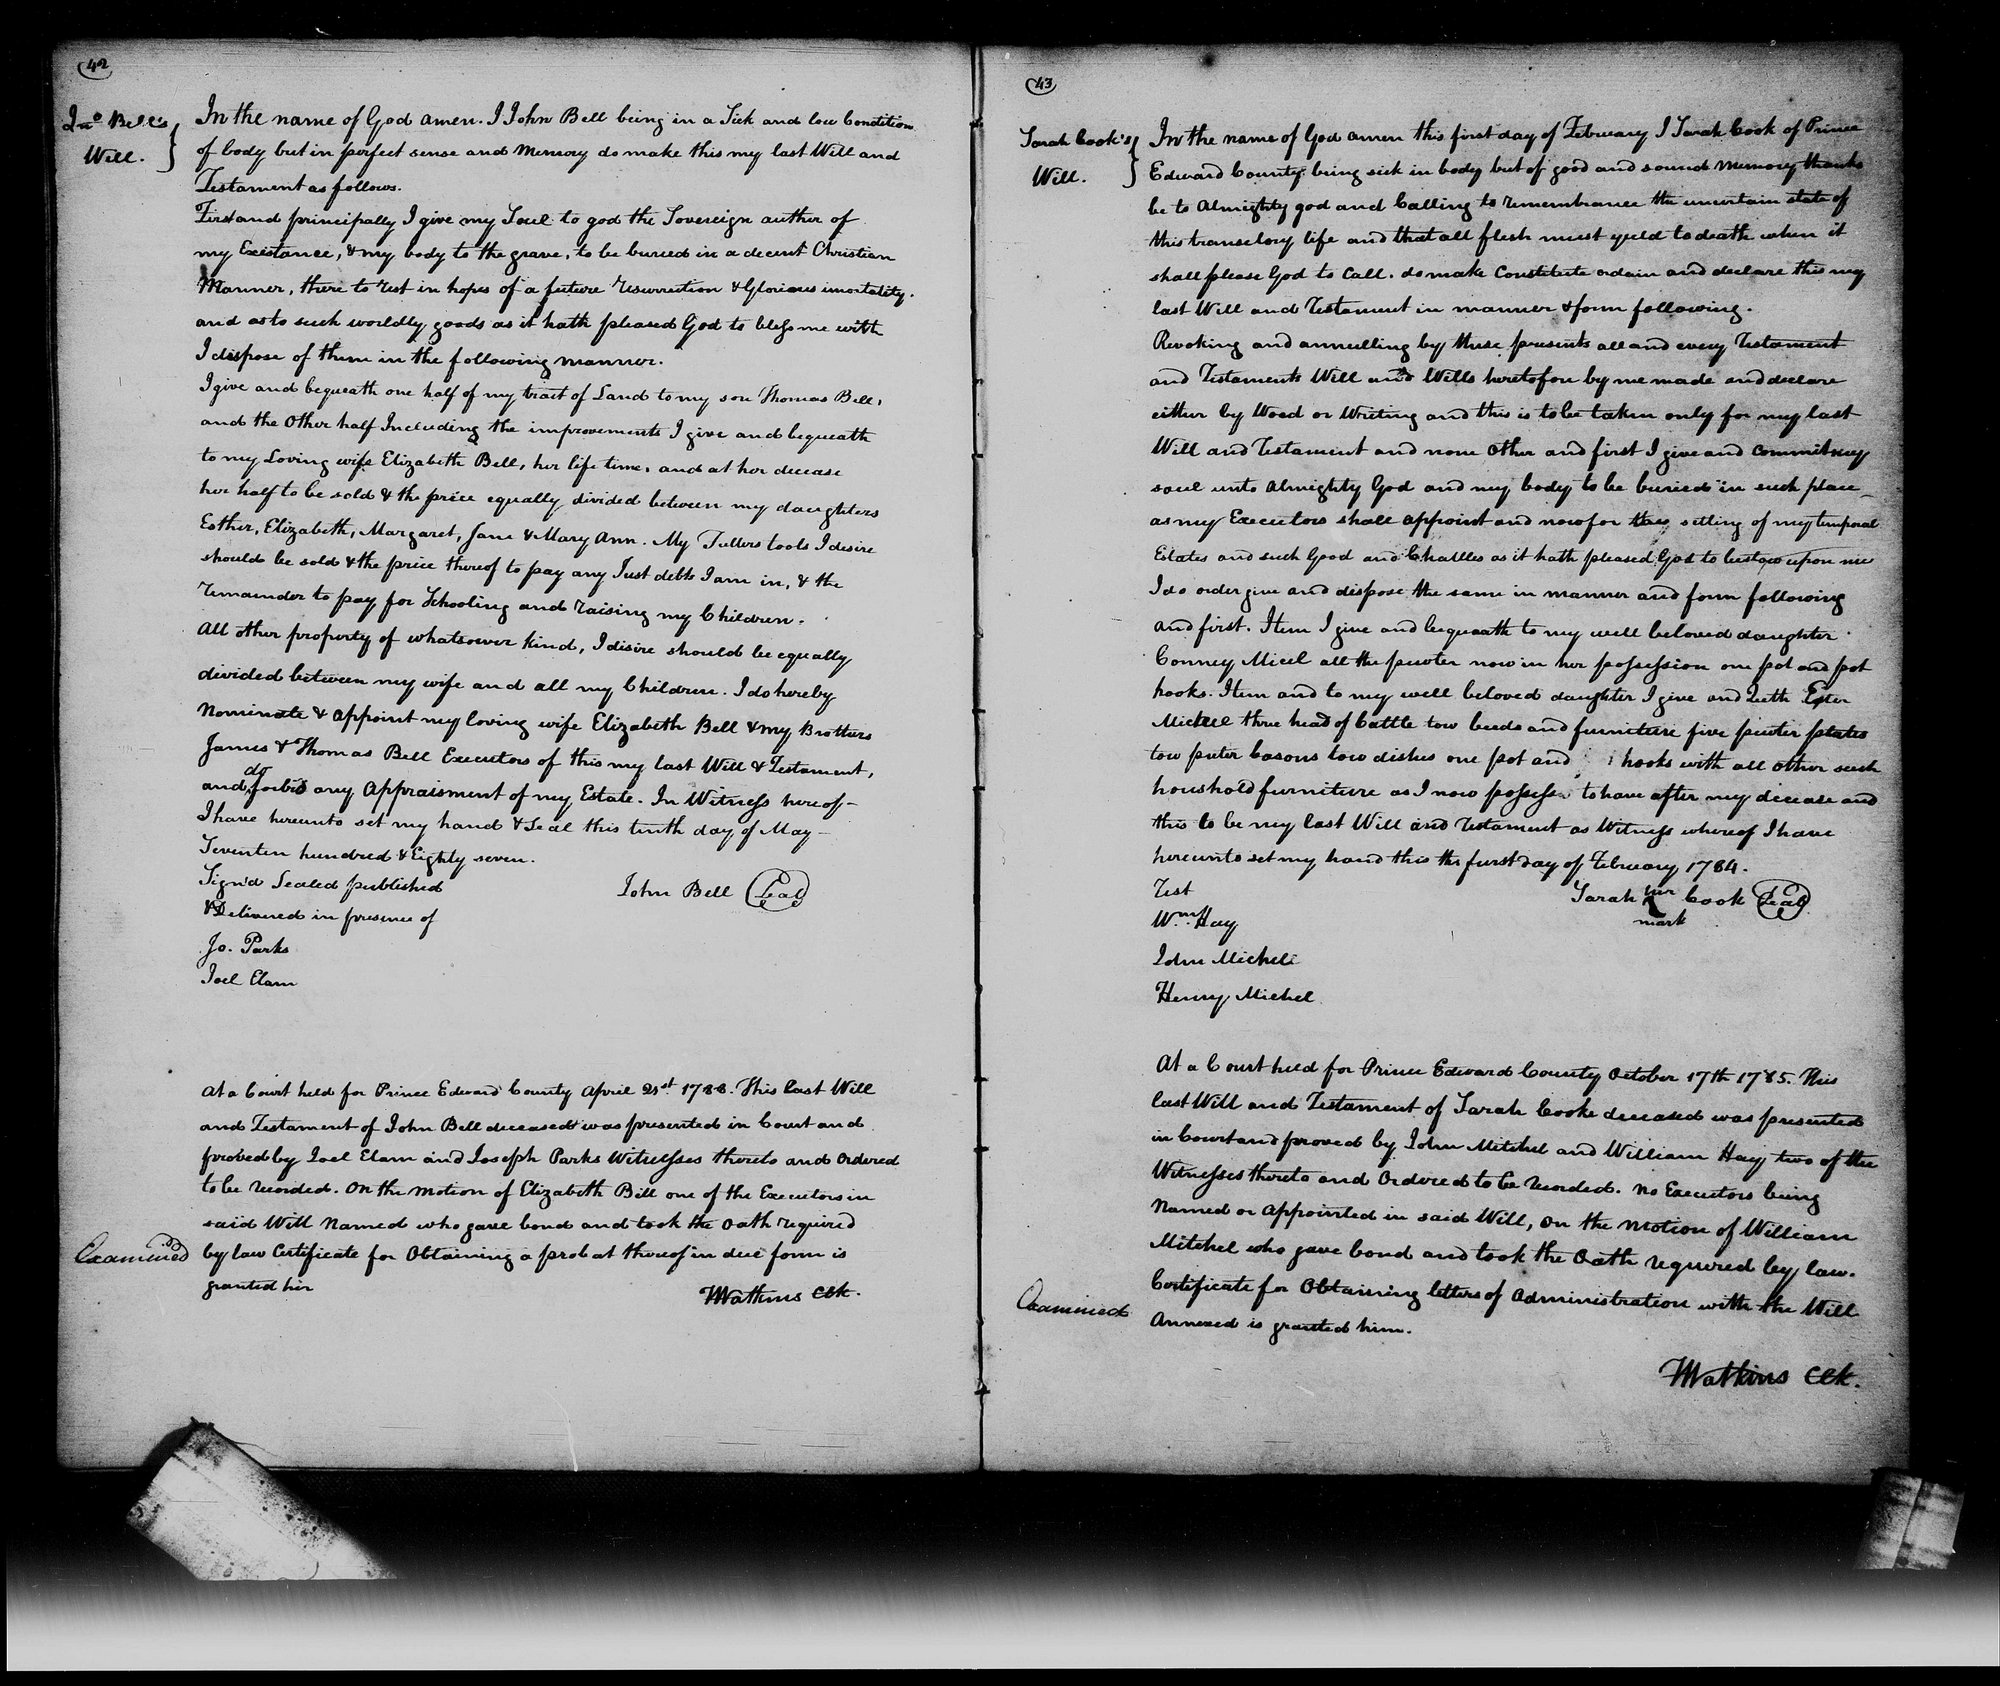 42
Jno Bell's
Will.
In the name of God amen. I John Bell being in a Sick and low Condition
of body but in perfect sense and Memory do make this my last Will and
Testament as follows.
First and principally I give my Soul to god the Sovereign auther of
my Existance, & my body to the grave, to be buried in a decent Christian
Manner, there to rest in hopes of a future resurrection & Glorious imortality.
and as to such worldly goods as it hath pleased God to bless me with
I dispose of them in the following manner.
I give and bequeath one half of my tract of Land to my son Thomas Bell,
and the Other half Including the improvements I give and bequeath
to my Loving wife Elizabeth Bell, her life time, and at her decease
her half to be sold & the price equally divided between my daughters
Esther, Elizabeth, Margaret, Jane & Mary Ann. My Fullers tools I desire
should be sold & the price thereof to pay any Just debts I am in, & the
remainder to pay for Schooling and raising my Children.
All other property of whatsoever kind, I disire should be equally
divided between my wife and all my Children. I do hereby
Nominate & appoint my loving wife Elizabeth Bell & my Brothers
James & Thomas Bell Executors of this my last Will & Testament,
and do forbid any Appraisment of my Estate. In Witness hereof -
I have hereunto set my hand & Seal this tenth day of May -
Seventen hundred & Eighty seven.
Sign'd Sealed published
John Bell Seal
& Delivered in presence of
Jo. Parks
Joel Elam
At a Court held for Prince Edward County April 21st 1788. This Last Will
and Testament of John Bell deceased was presented in Court and
proved by Joel Elam and Joseph Parks Witnesses thereto and Ordered
to be recorded. On the Motion of Elizabeth Bell one of the Executors in
said Will Named who gave bond and took the Oath required
Examined
by law Certificate for Obtaining a probat thereof in due form is
granted her
Watkins Clk.
43
Sarah Cook's
Will.
In the name of God amen this first day of February I Sarah Cook of Prince
Edward County being sick in body but of good and sound memory thanks
be to Almighty god and Calling to remembrance the uncertain state of
this transelory life and that all flesh must yeeld to death when it
shall please God to Call. do make Constitute ordain and declare this my
last Will and Testament in manner & form following.
Revoking and annulling by these presents all and every Testament
and Testaments Will and Wills heretofore by me made and declare
either by Word or Writing and this is to be taken only for my last
Will and Testament and none Other and first I give and Commit my
soul unto Almighty God and my body to be buried in such place
as my Executors shall appoint and now for the setling of my temporal
Estates and such Good and Chattles as it hath pleased God to bestow upon me
I do order give and dispose the same in manner and form following
and first. Item I give and bequeath to my well beloved daughter
Conney Micel all the pewter now in her possession one pot and pot
hooks. Item and to my well beloved daughter I give and Queth Ester
Michel three head of Cattle tow beeds and furniture five pewter plates
tow puter basons tow dishes one pot and hooks with all other such
houshold furniture as I now possess to have after my decease and
this to be my last Will and Testament as Witness whereof I have
hereunto set my hand this the furst day of February 1784.
Test
Sarah her Cook Seal
mark
Wm. Hay
John Michel
Henry Michel
At a Court held for Prince Edward County October 17th 1785. This
last Will and Testament of Sarah Cooke deceased was presented
in Court and proved by John Mitchel and William Hay two of the
Witnesses thereto and Ordered to be recorded. No Executors being
Named or Appointed in said Will, On the Motion of William
Mitchel who gave bond and took the Oath required by law.
Certificate for Obtaining letters of Administration with the Will
Examined
Annexed is granted him.
Watkins Clk.